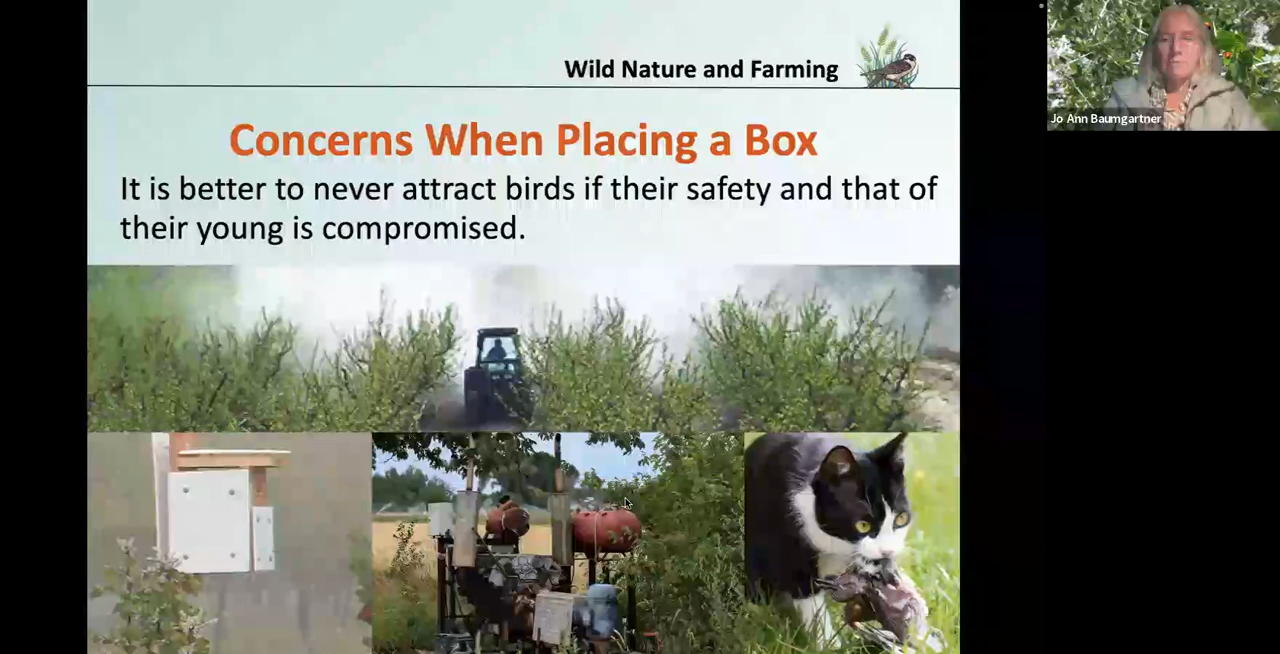 Wild Nature and Farming
Jo Ann Baumgartner
Concerns When Placing a Box
It is better to never attract birds if their safety and that of
their young is compromised.